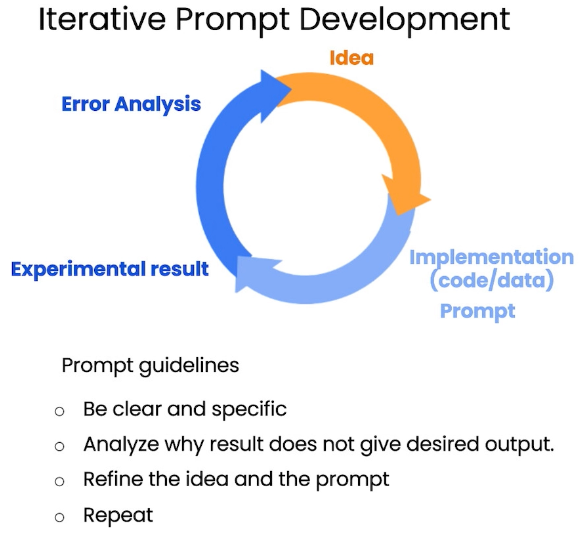 Iterative Prompt Development
Idea
Error Analysis
Experimental result
Implementation
(code/data)
Prompt
Prompt guidelines
o Be clear and specific
o Analyze why result does not give desired output.
o Refine the idea and the prompt
o Repeat